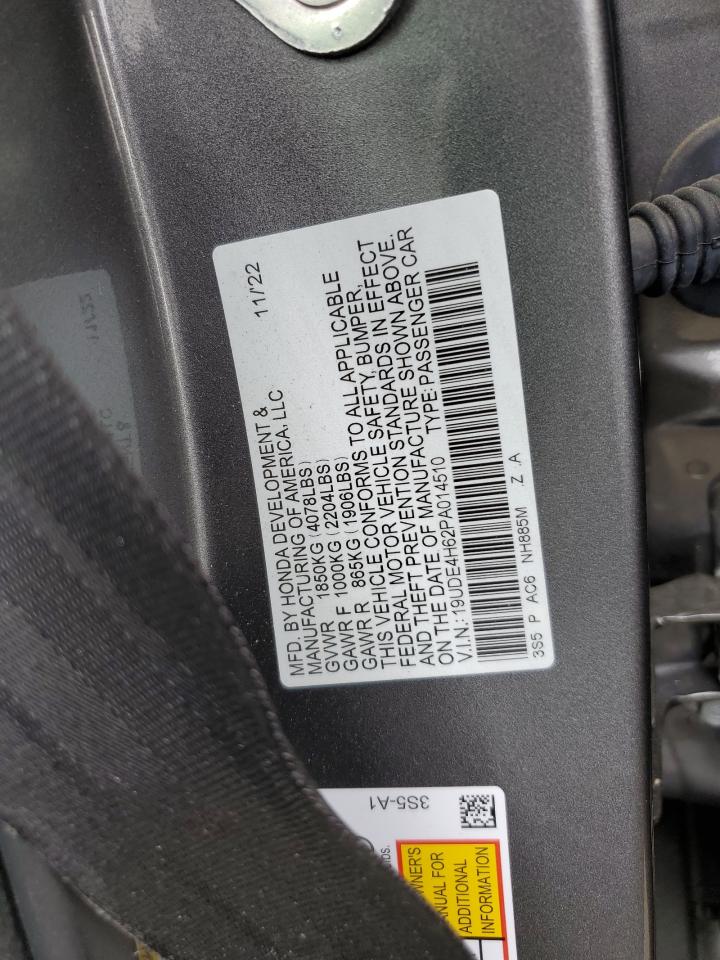 MFD. BY HONDA DEVELOPMENT & 11/'22
MANUFACTURING OF AMERICA, LLC
GVWR 1850KG (4078LBS)
GAWR F 1000KG (2204LBS)
GAWR R 865KG (1906LBS)
THIS VEHICLE CONFORMS TO ALL APPLICABLE
FEDERAL MOTOR VEHICLE SAFETY, BUMPER,
AND THEFT PREVENTION STANDARDS IN EFFECT
ON THE DATE OF MANUFACTURE SHOWN ABOVE.
V.I.N.: 19UDE4H62PA014510 TYPE: PASSENGER CAR
3S5 P AC6 NH885M Z .A
3S5-A1
ADDITIONAL
INFORMATION
MANUAL FOR